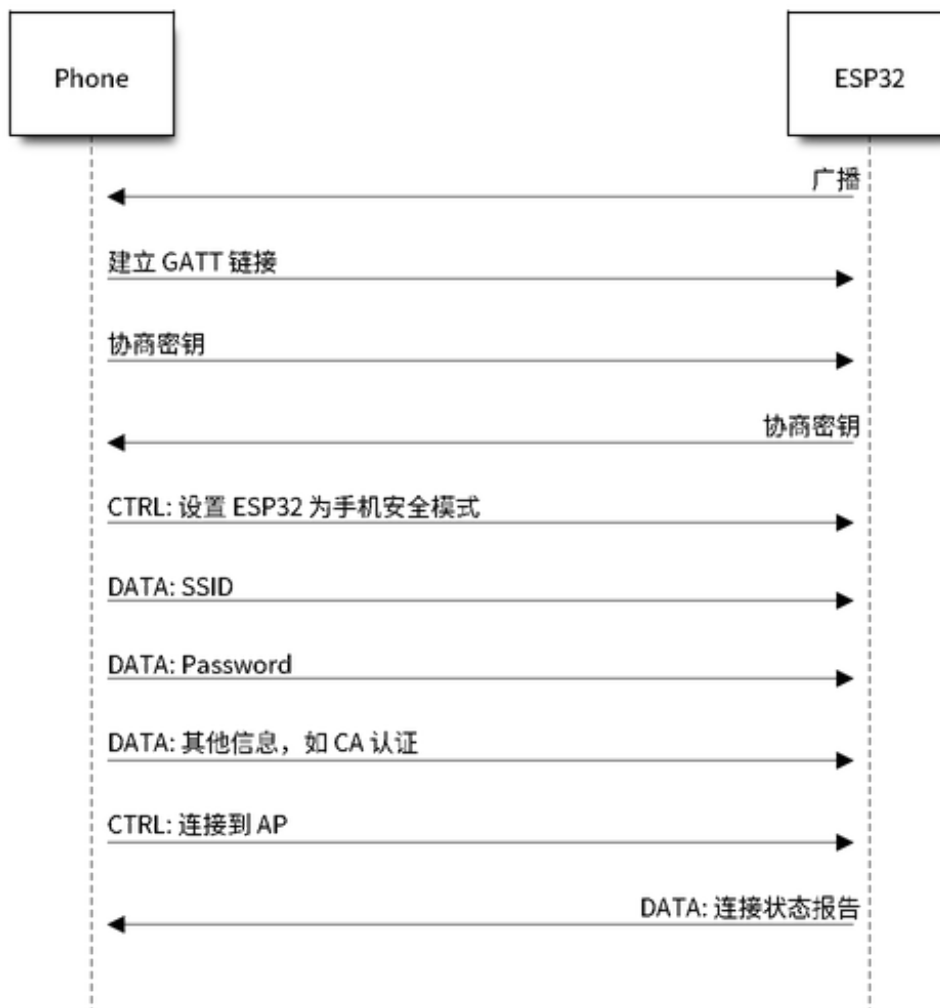 Phone
ESP32
广播
建立 GATT 链接
协商密钥
协商密钥
CTRL: 设置 ESP32 为手机安全模式
DATA: SSID
DATA: Password
DATA: 其他信息，如 CA 认证
CTRL: 连接到 AP
DATA: 连接状态报告